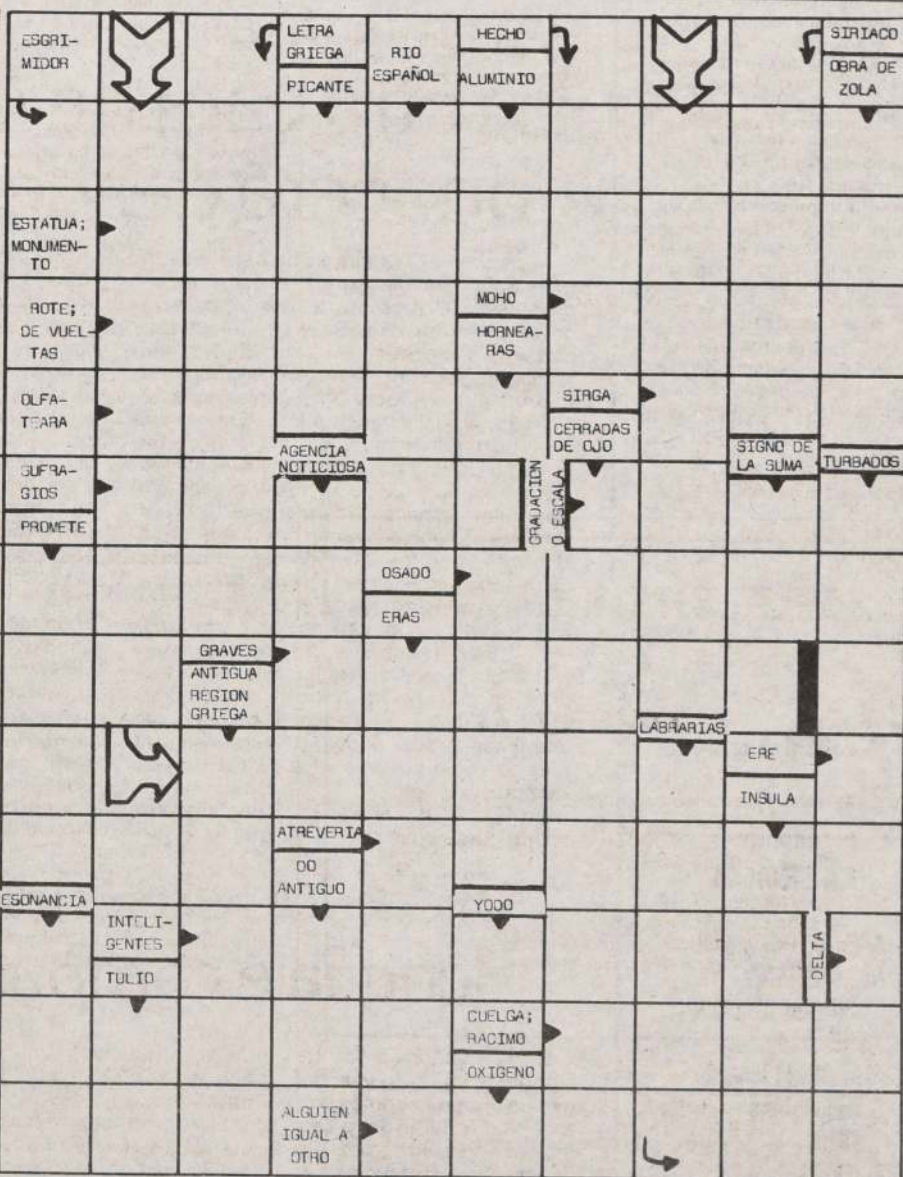 ESGRI-
MIDOR
LETRA
GRIEGA
PICANTE
RIO
ESPAÑOL
HECHO
ALUMINIO
SIRIACO
OBRA DE
ZOLA
ESTATUA;
MONUMEN-
TO
ROTE;
DE VUEL-
TAS
MOHO
HORNEA-
RAS
OLFA-
TEARA
SIRGA
CERRADAS
DE OJO
AGENCIA
NOTICIOSA
SIGNO DE
LA SUMA
TURBADOS
SUFRA-
GIOS
PROMETE
GRADACION
O ESCALA
OSADO
ERAS
GRAVES
ANTIGUA
REGION
GRIEGA
LABRARIAS
ERE
INSULA
ATREVERIA
DO
ANTIGUO
ESONANCIA
YODO
INTELI-
GENTES
TULIO
DELTA
CUELGA;
RACIMO
OXIGENO
ALGUIEN
IGUAL A
OTRO